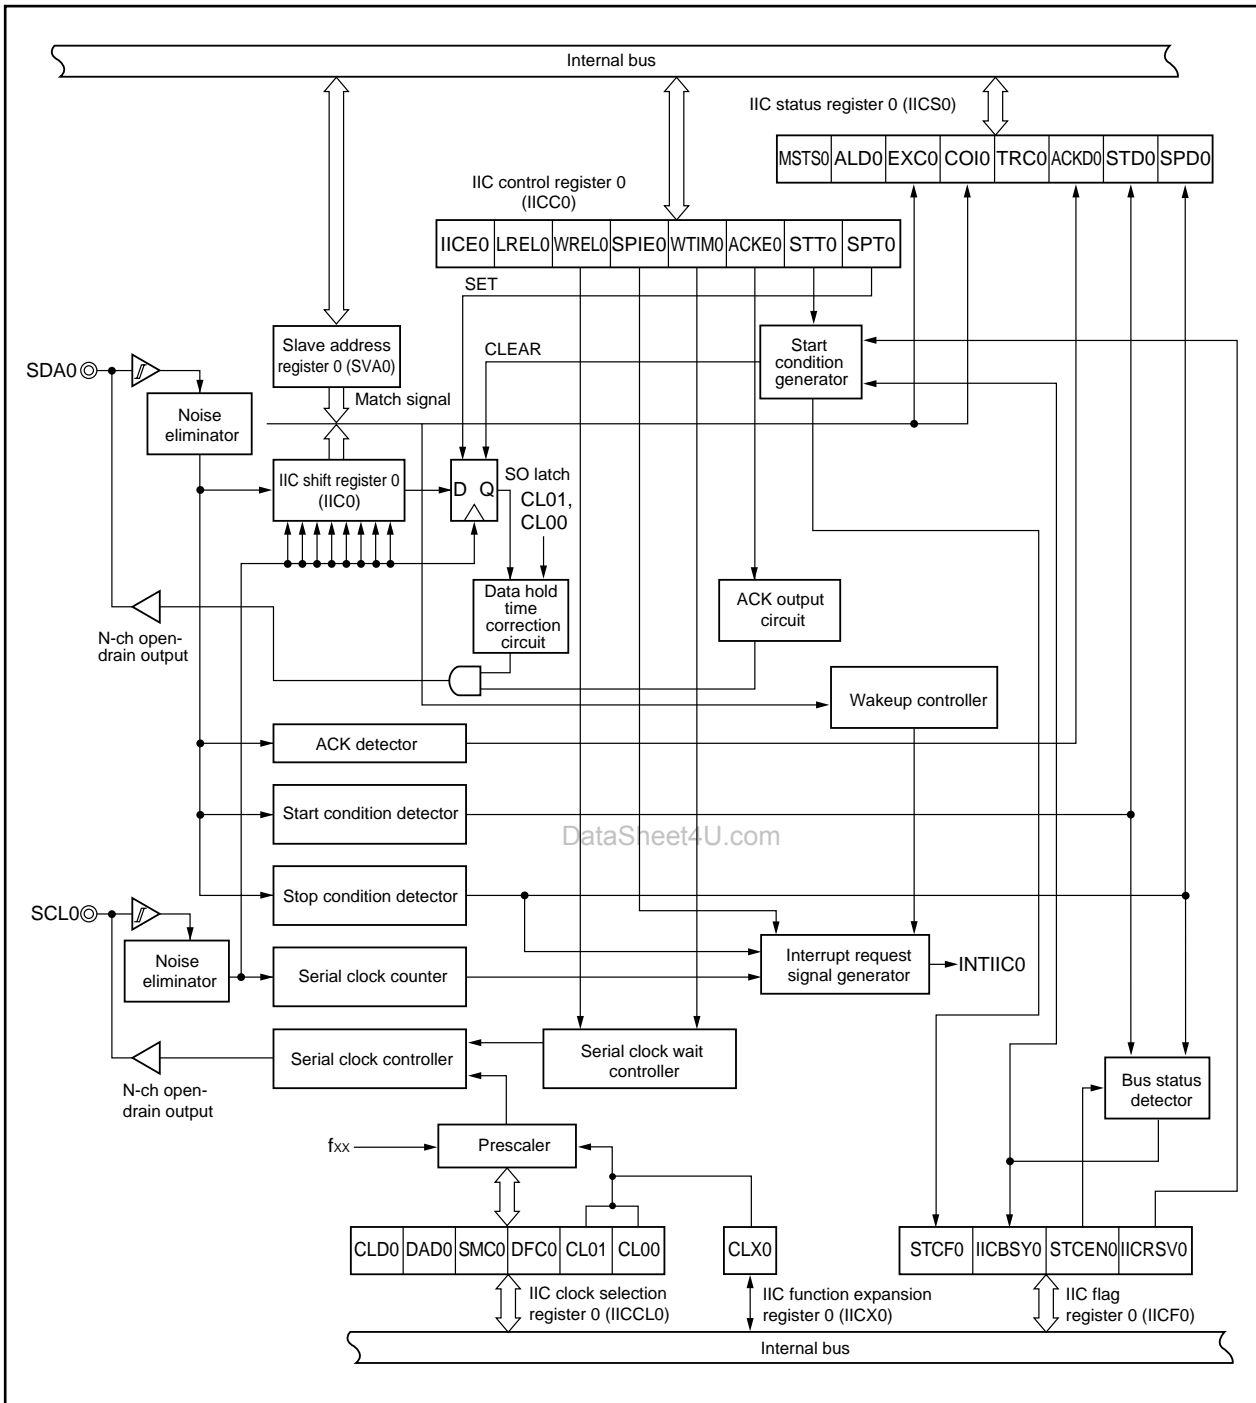 Internal bus
IIC status register 0 (IICS0)
MSTS0 ALD0 EXC0 COI0 TRC0 ACKD0 STD0 SPD0
IIC control register 0
(IICC0)
IICE0 LREL0 WREL0 SPIE0 WTIM0 ACKE0 STT0 SPT0
SET
Slave address
register 0 (SVA0)
CLEAR
Start
condition
generator
SDA0
Match signal
Noise
eliminator
IIC shift register 0
(IIC0)
D Q
SO latch
CL01,
CL00
Data hold
time
correction
circuit
ACK output
circuit
N-ch open-
drain output
Wakeup controller
ACK detector
Start condition detector
DataSheet4U.com
Stop condition detector
SCL0
Noise
eliminator
Serial clock counter
Interrupt request
signal generator
INTIIC0
Serial clock controller
Serial clock wait
controller
N-ch open-
drain output
Bus status
detector
fxx
Prescaler
CLD0 DAD0 SMC0 DFC0 CL01 CL00
CLX0
STCF0 IICBSY0 STCEN0 IICRSV0
IIC clock selection
register 0 (IICCL0)
IIC function expansion
register 0 (IICX0)
IIC flag
register 0 (IICF0)
Internal bus